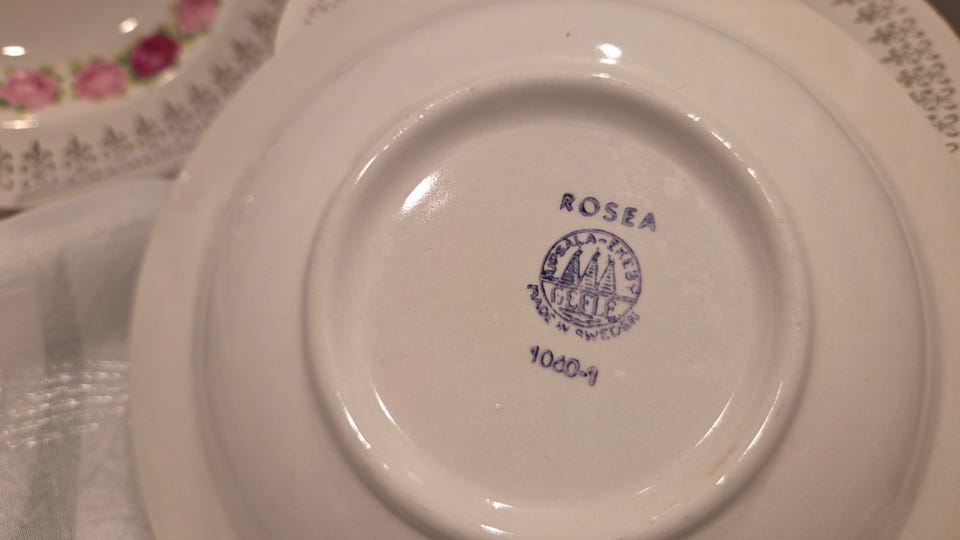 ROSEA
UPSALA-EKEBY
GEFLE
MADE IN SWEDEN
1060-1